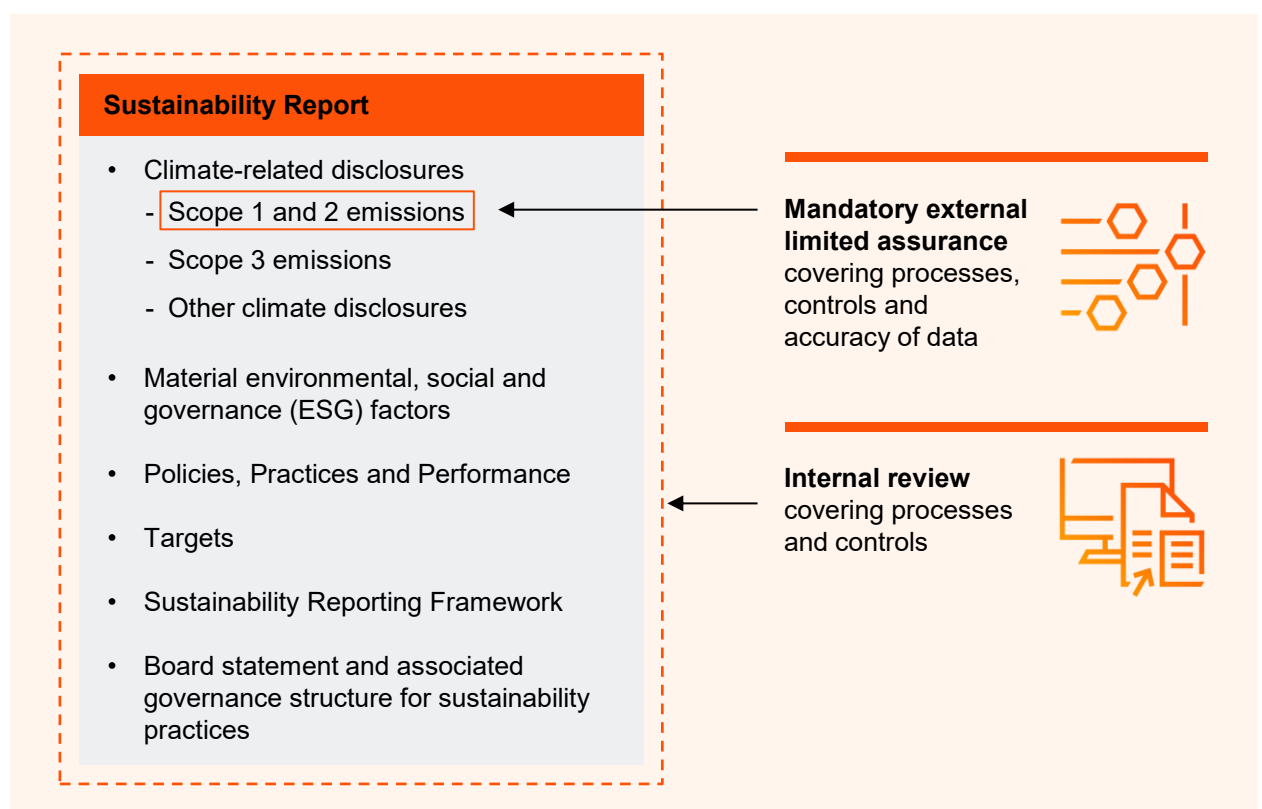 Sustainability Report
• Climate-related disclosures
- Scope 1 and 2 emissions
- Scope 3 emissions
- Other climate disclosures
• Material environmental, social and
governance (ESG) factors
• Policies, Practices and Performance
• Targets
• Sustainability Reporting Framework
• Board statement and associated
governance structure for sustainability
practices
Mandatory external
limited assurance
covering processes,
controls and
accuracy of data
Internal review
covering processes
and controls